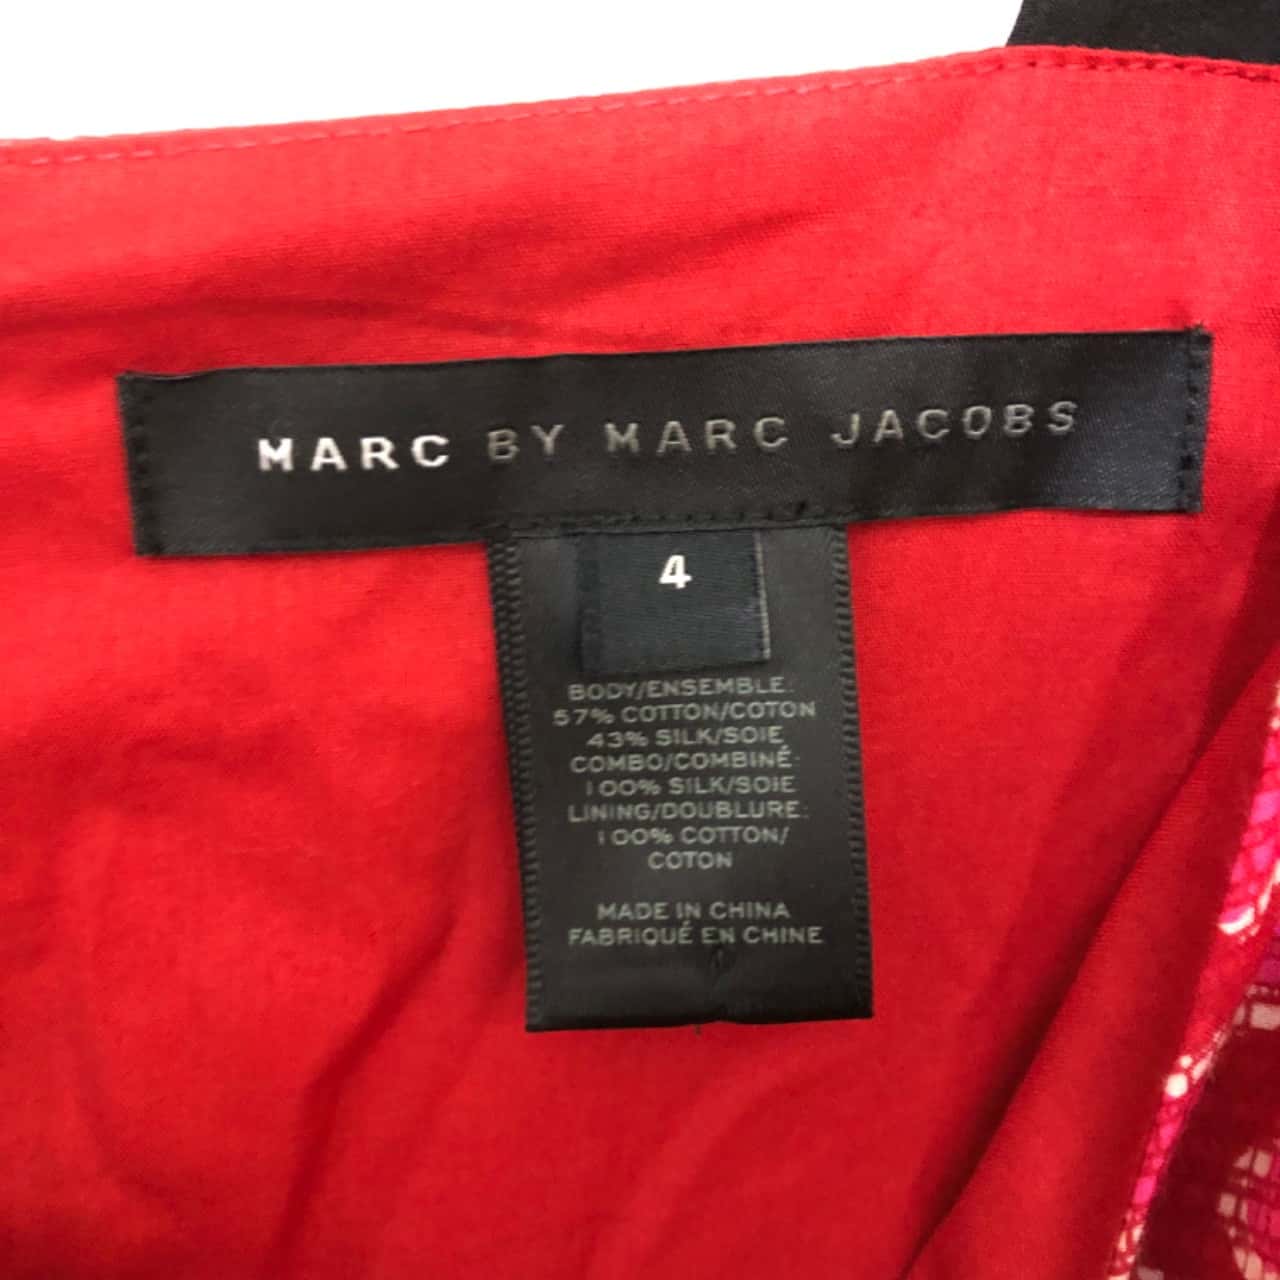 MARC BY MARC JACOBS
4
BODY/ENSEMBLE:
57% COTTON/COTON
43% SILK/SOIE
COMBO/COMBINÉ:
100% SILK/SOIE
LINING/DOUBLURE:
100% COTTON/
COTON
MADE IN CHINA
FABRIQUÉ EN CHINE